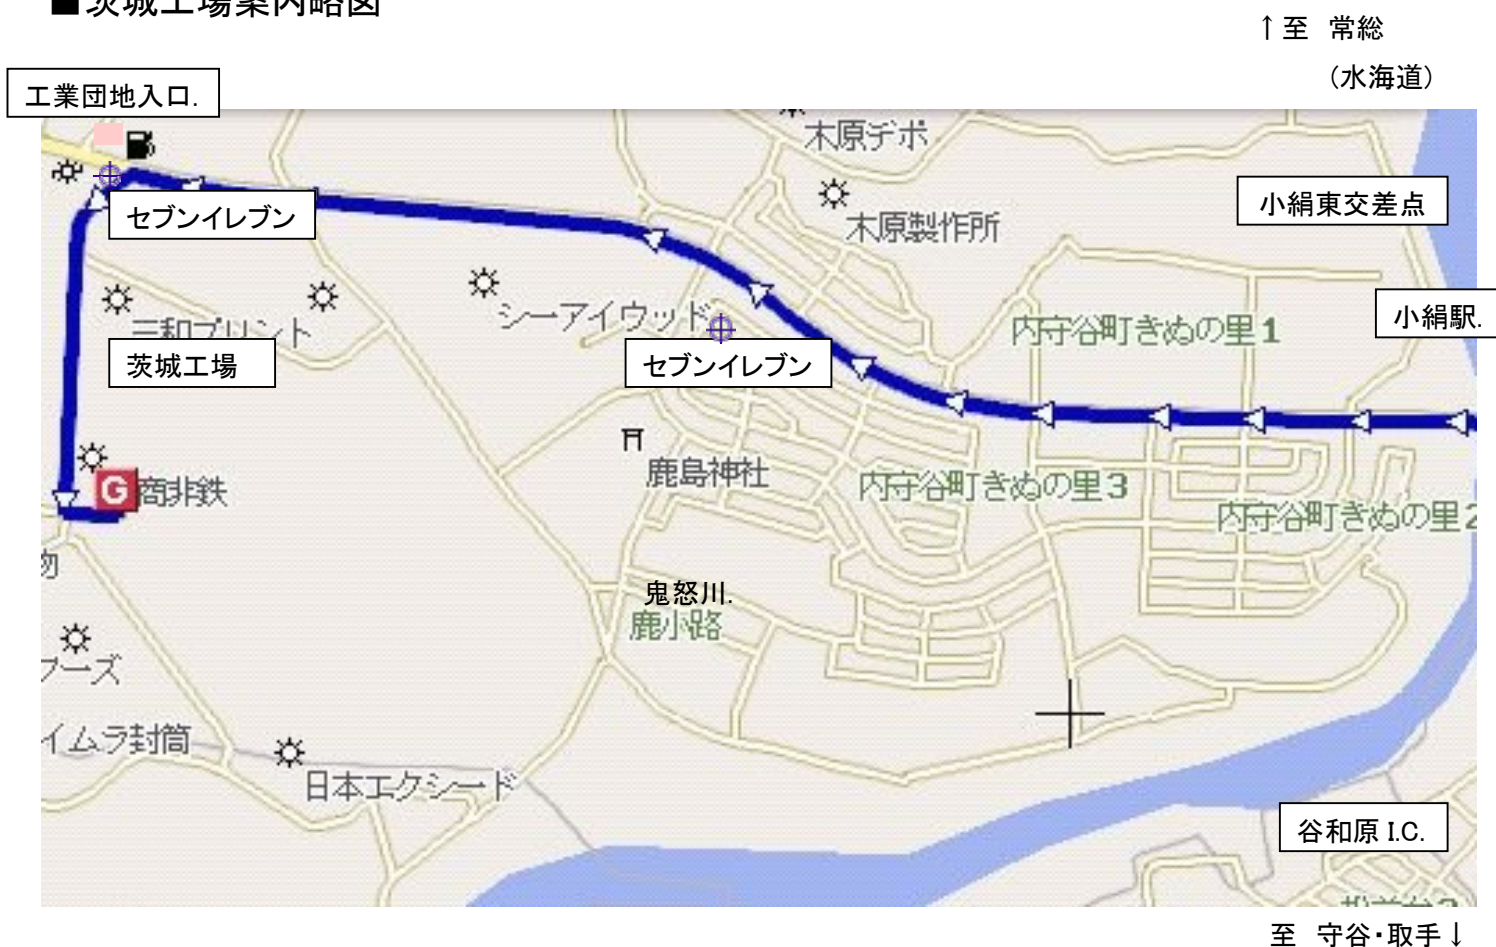 ■茨城工場案内略図
↑至 常総
(水海道)
工業団地入口.
木原デポ
小絹東交差点
セブンイレブン
木原製作所
シーアイウッド
小絹駅.
三和プリント
内守谷町きぬの里1
茨城工場
セブンイレブン
鹿島神社
G
商非鉄
内守谷町きぬの里3
内守谷町きぬの里2
物
鬼怒川.
鹿小路
フーズ
イムラ封筒
日本エクシード
谷和原 I.C.
至 守谷・取手↓